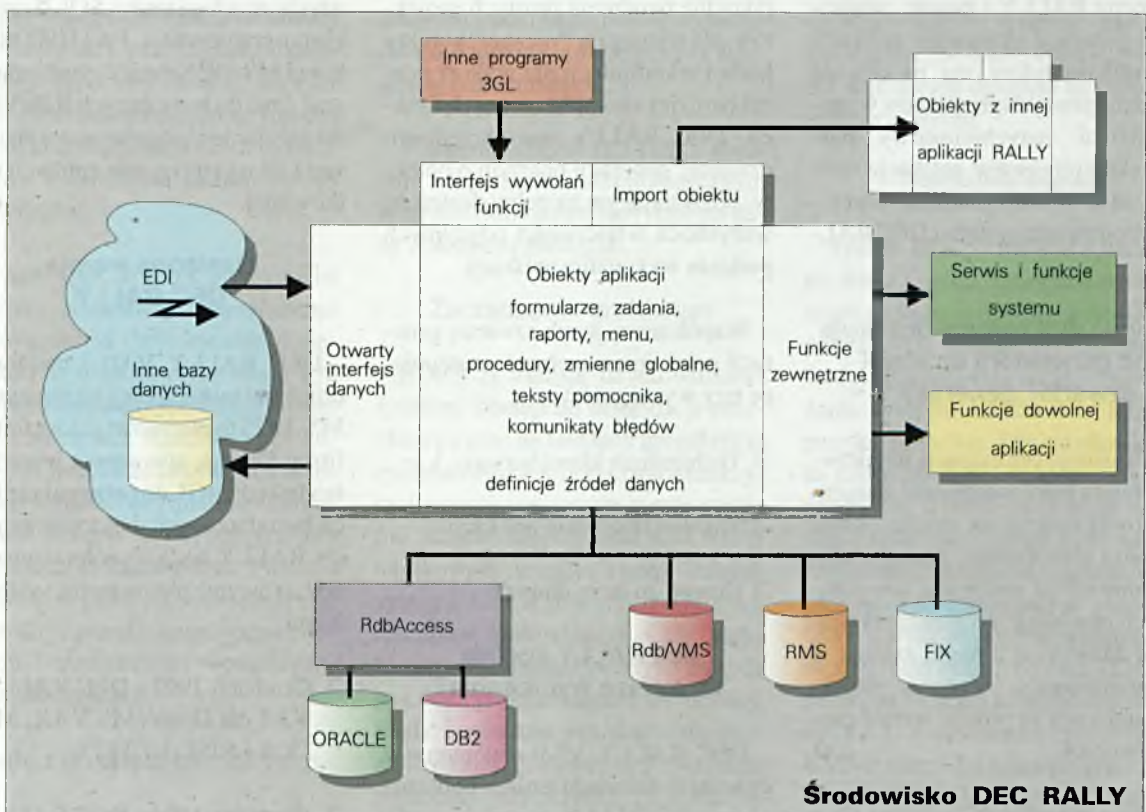 Inne programy
3GL
Obiekty z innej
aplikacji RALLY
Interfejs wywołań
funkcji
Import obiektu
EDI
Inne bazy
danych
Otwarty
interfejs
danych
Obiekty aplikacji
formularze, zadania,
raporty, menu,
procedury, zmienne globalne,
teksty pomocnika,
komunikaty błędów
definicje źródeł danych
Funkcje
zewnętrzne
Serwis i funkcje
systemu
Funkcje dowolnej
aplikacji
RdbAccess
Rdb/VMS
RMS
FIX
ORACLE
DB2
Środowisko DEC RALLY